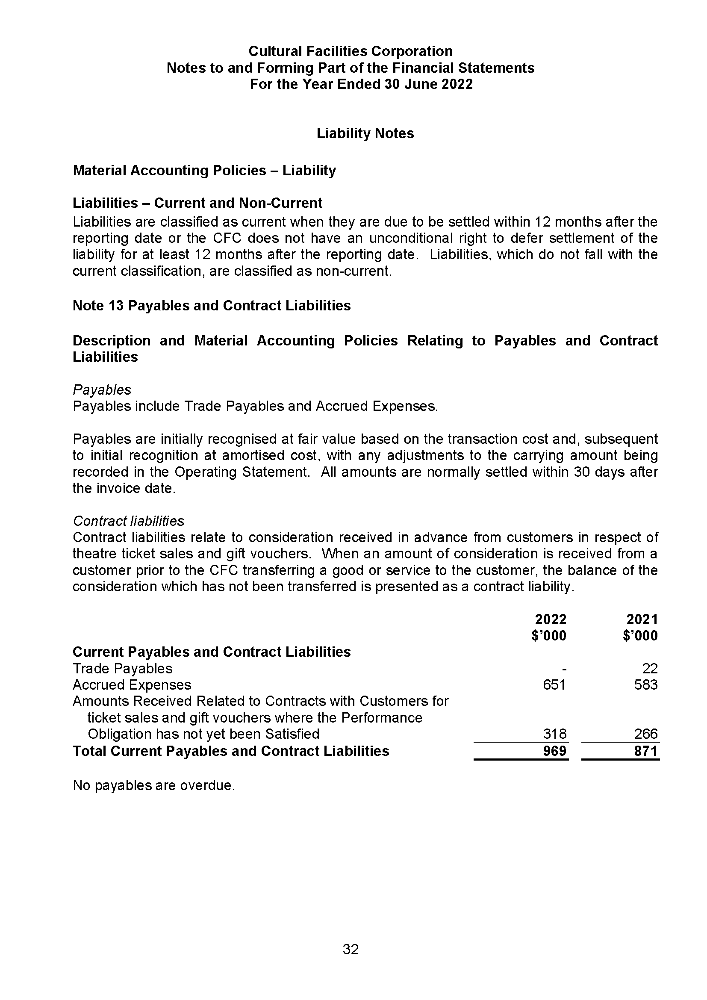 Cultural Facilities Corporation
Notes to and Forming Part of the Financial Statements
For the Year Ended 30 June 2022
Liability Notes
Material Accounting Policies – Liability
Liabilities – Current and Non-Current
Liabilities are classified as current when they are due to be settled within 12 months after the
reporting date or the CFC does not have an unconditional right to defer settlement of the
liability for at least 12 months after the reporting date.  Liabilities, which do not fall with the
current classification, are classified as non-current.
Note 13 Payables and Contract Liabilities
Description and Material Accounting Policies Relating to Payables and Contract
Liabilities
Payables
Payables include Trade Payables and Accrued Expenses.
Payables are initially recognised at fair value based on the transaction cost and, subsequent
to initial recognition at amortised cost, with any adjustments to the carrying amount being
recorded in the Operating Statement.  All amounts are normally settled within 30 days after
the invoice date.
Contract liabilities
Contract liabilities relate to consideration received in advance from customers in respect of
theatre ticket sales and gift vouchers.  When an amount of consideration is received from a
customer prior to the CFC transferring a good or service to the customer, the balance of the
consideration which has not been transferred is presented as a contract liability.
2022 2021
$’000 $’000
Current Payables and Contract Liabilities
Trade Payables - 22
Accrued Expenses 651 583
Amounts Received Related to Contracts with Customers for
ticket sales and gift vouchers where the Performance
Obligation has not yet been Satisfied 318 266
Total Current Payables and Contract Liabilities 969 871
No payables are overdue.
32